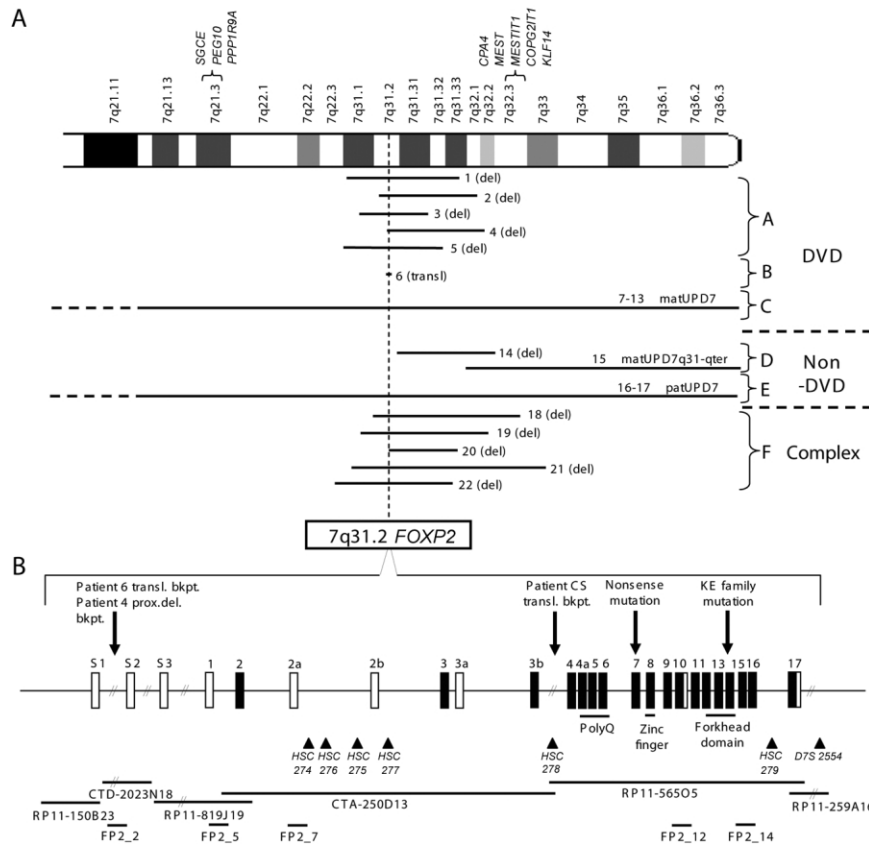 A
SGCE
PEG10
PPP1R9A
CPA4
MEST
MESTIT1
COPG2IT1
KLF14
7q21.11
7q21.13
7q21.3
7q22.1
7q22.2
7q22.3
7q31.1
7q31.2
7q31.31
7q31.32
7q31.33
7q32.1
7q32.2
7q32.3
7q33
7q34
7q35
7q36.1
7q36.2
7q36.3
1 (del)
2 (del)
3 (del)
4 (del)
5 (del)
A
DVD
6 (transl)
B
7-13 matUPD7
C
14 (del)
D
15 matUPD7q31-qter
Non
-DVD
16-17 patUPD7
E
18 (del)
19 (del)
20 (del)
21 (del)
22 (del)
F
Complex
7q31.2 FOXP2
B
Patient 6 transl. bkpt.
Patient 4 prox.del.
bkpt.
Patient CS
transl. bkpt.
Nonsense
mutation
KE family
mutation
S1 S2 S3 1 2 2a 2b 3 3a 3b 4 4a 5 6 7 8 9 10 11 13 15 16 17
PolyQ
Zinc
finger
Forkhead
domain
HSC
274
HSC
276
HSC
275
HSC
277
HSC
278
HSC
279
D7S 2554
CTD-2023N18
CTA-250D13
RP11-565O5
RP11-150B23
RP11-819J19
RP11-259A16
FP2_2
FP2_5
FP2_7
FP2_12
FP2_14